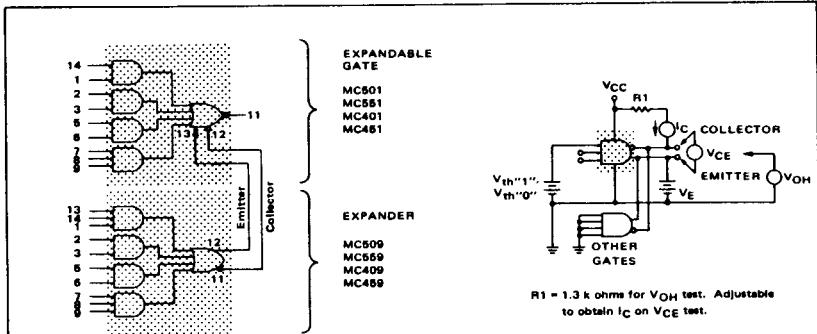 EXPANDABLE
GATE
MC501
MC551
MC401
MC451
14
1
2
3
5
6
7
8
9
13
12
11
Emitter
Collector
EXPANDER
MC509
MC559
MC409
MC459
13
14
1
2
3
5
6
7
8
9
12
11
VCC
R1
IC
COLLECTOR
VCE
EMITTER
VOH
Vth"1"
Vth"0"
VE
OTHER
GATES
R1 = 1.3 k ohms for VOH test. Adjustable
to obtain IC on VCE test.